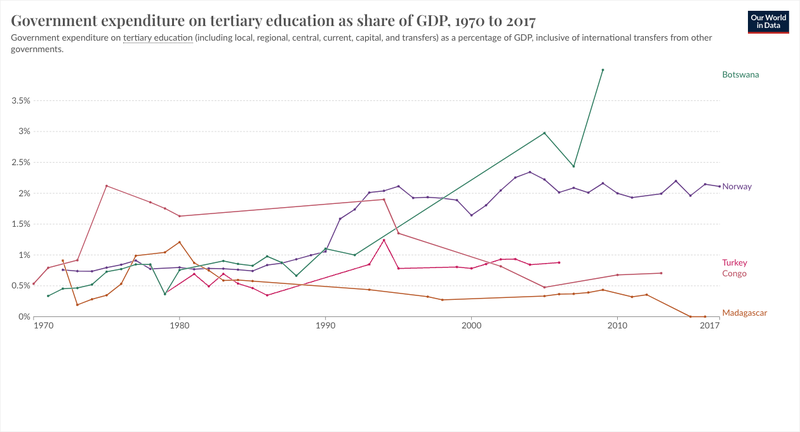 Government expenditure on tertiary education as share of GDP, 1970 to 2017
Our World
in Data
Government expenditure on tertiary education (including local, regional, central, current, capital, and transfers) as a percentage of GDP, inclusive of international transfers from other
governments.
Botswana
3.5%
3%
2.5%
2%
Norway
1.5%
1%
Turkey
Congo
0.5%
Madagascar
0%
1970
1980
1990
2000
2010
2017